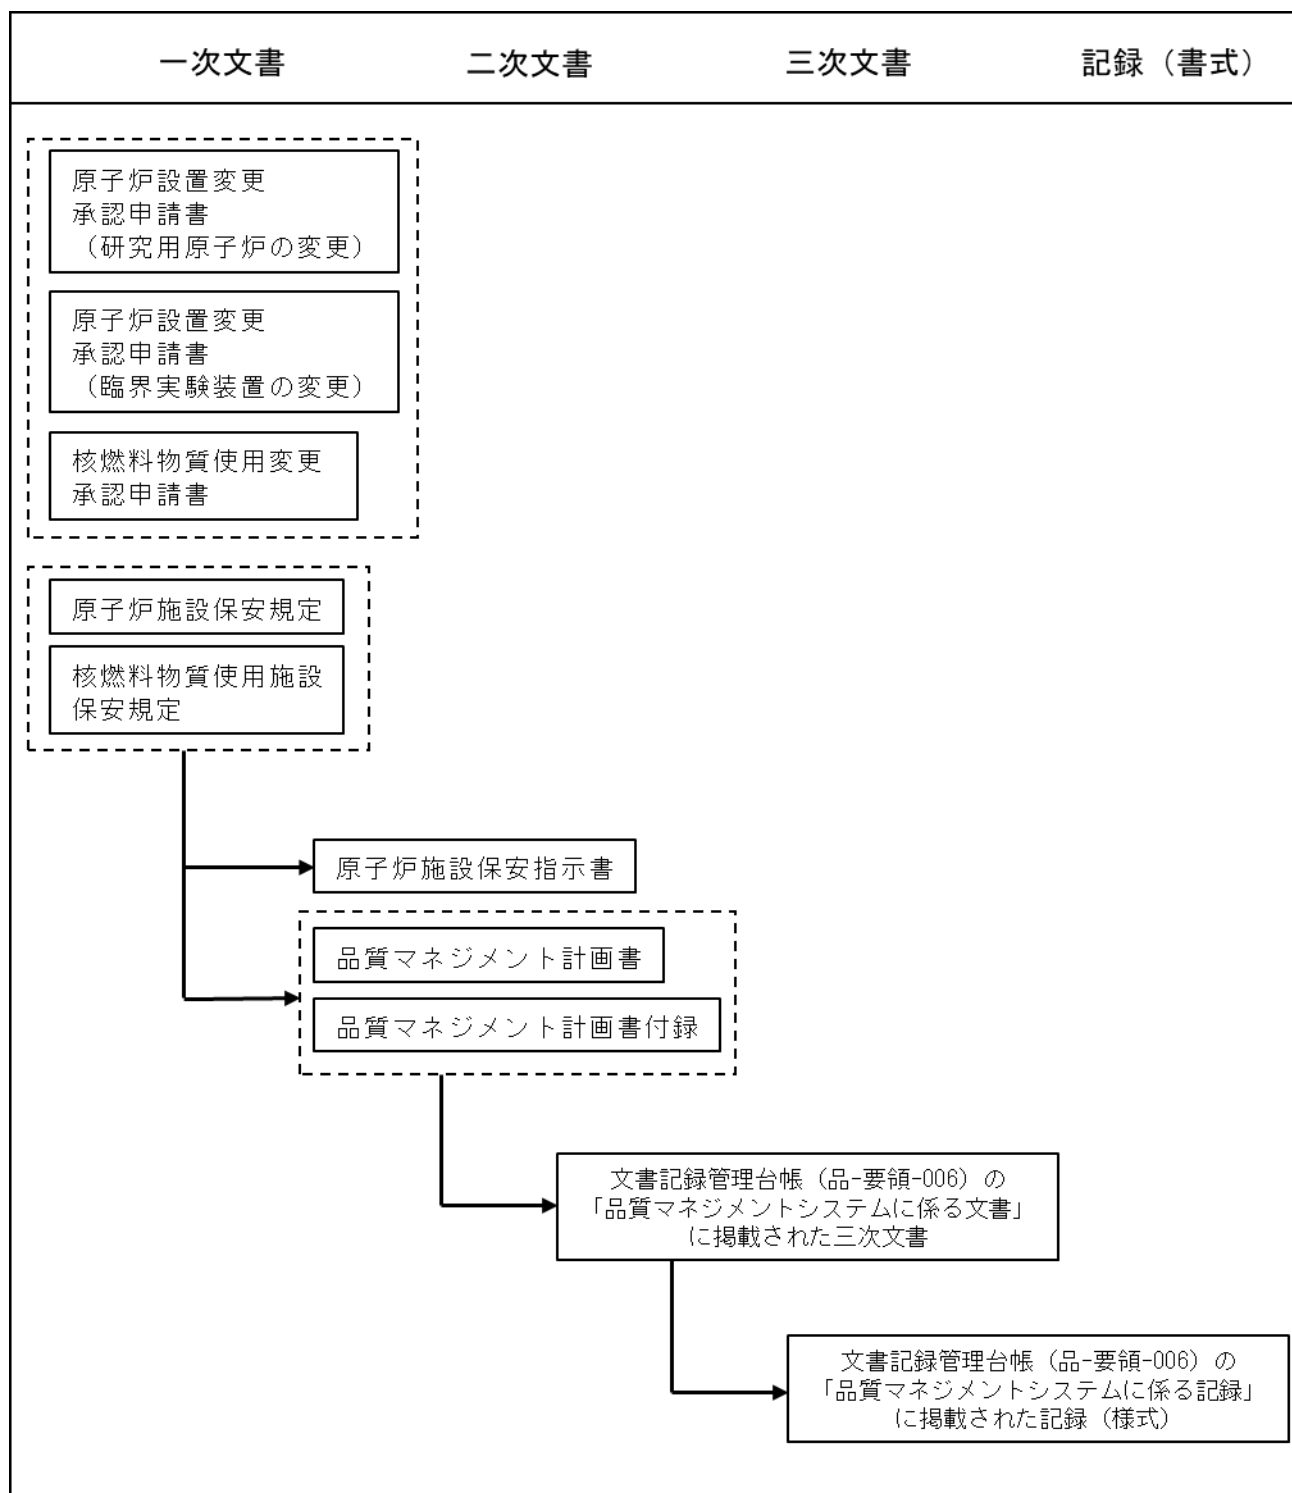 一次文書 二次文書 三次文書 記録（書式）
原子炉設置変更
承認申請書
（研究用原子炉の変更）
原子炉設置変更
承認申請書
（臨界実験装置の変更）
核燃料物質使用変更
承認申請書
原子炉施設保安規定
核燃料物質使用施設
保安規定
原子炉施設保安指示書
品質マネジメント計画書
品質マネジメント計画書付録
文書記録管理台帳（品-要領-006）の
「品質マネジメントシステムに係る文書」
に掲載された三次文書
文書記録管理台帳（品-要領-006）の
「品質マネジメントシステムに係る記録」
に掲載された記録（様式）